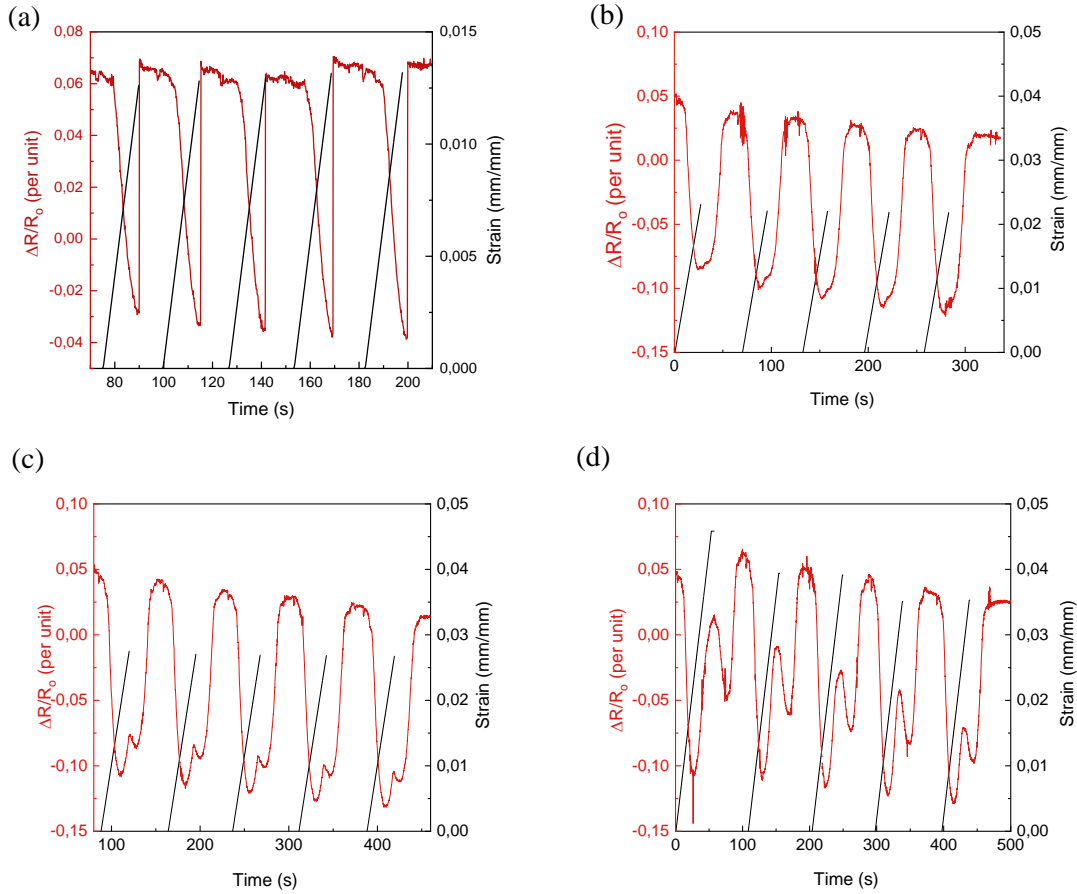 (a)
0,08
0,06
0,04
0,02
0,00
-0,02
-0,04
ΔR/Rₒ (per unit)
80 100 120 140 160 180 200
Time (s)
0,015
0,010
0,005
0,000
Strain (mm/mm)
(b)
0,10
0,05
0,00
-0,05
-0,10
-0,15
ΔR/Rₒ (per unit)
0 100 200 300
Time (s)
0,05
0,04
0,03
0,02
0,01
0,00
Strain (mm/mm)
(c)
0,10
0,05
0,00
-0,05
-0,10
-0,15
ΔR/Rₒ (per unit)
100 200 300 400
Time (s)
0,05
0,04
0,03
0,02
0,01
0,00
Strain (mm/mm)
(d)
0,10
0,05
0,00
-0,05
-0,10
-0,15
ΔR/Rₒ (per unit)
0 100 200 300 400 500
Time (s)
0,05
0,04
0,03
0,02
0,01
0,00
Strain (mm/mm)